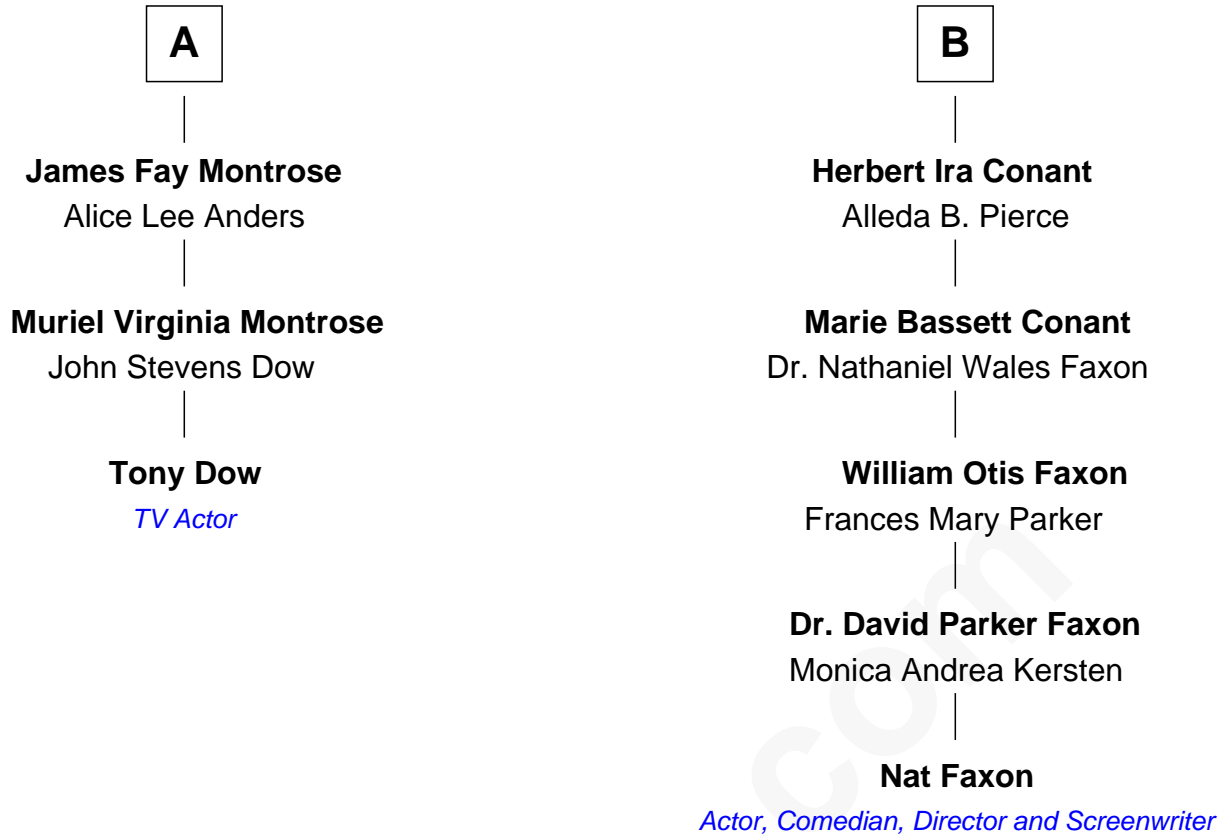 A
James Fay Montrose
Alice Lee Anders
Muriel Virginia Montrose
John Stevens Dow
Tony Dow
TV Actor
B
Herbert Ira Conant
Alleda B. Pierce
Marie Bassett Conant
Dr. Nathaniel Wales Faxon
William Otis Faxon
Frances Mary Parker
Dr. David Parker Faxon
Monica Andrea Kersten
Nat Faxon
Actor, Comedian, Director and Screenwriter
com